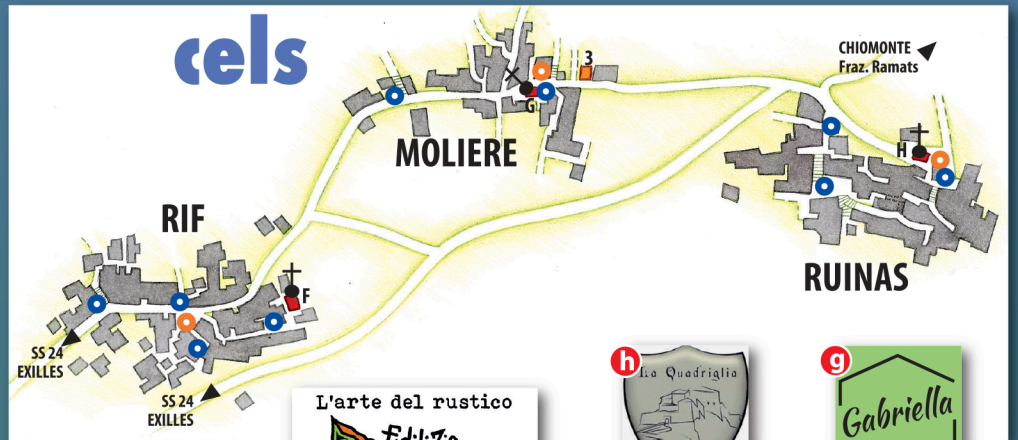 cels
CHIOMONTE
Fraz. Ramats
3
G
MOLIERE
H
RIF
RUINAS
F
SS 24
EXILLES
SS 24
EXILLES
h
La Quadriglia
g
Gabriella
L'arte del rustico